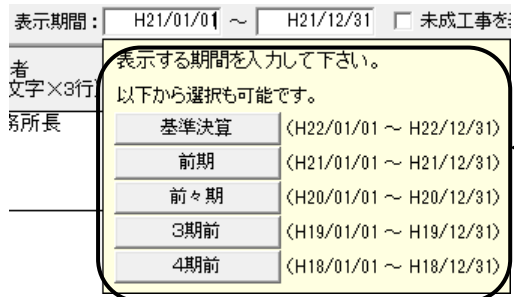 表示期間： H21/01/01 ～ H21/12/31 未成工事を
者
文字×3行
務所長
表示する期間を入力して下さい。
以下から選択も可能です。
基準決算 （H22/01/01 ～ H22/12/31）
前期 （H21/01/01 ～ H21/12/31）
前々期 （H20/01/01 ～ H20/12/31）
3期前 （H19/01/01 ～ H19/12/31）
4期前 （H18/01/01 ～ H18/12/31）